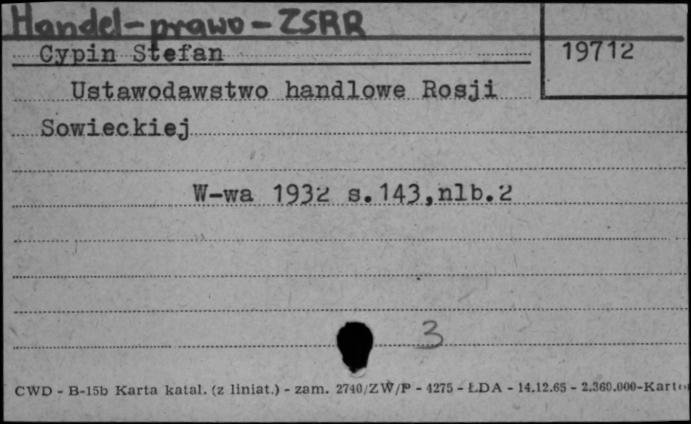 Handel-prawo-ZSRR
Cypin Stefan 19712
Ustawodawstwo handlowe Rosji
Sowieckiej
W-wa 1932 s.143,nlb.2
3
CWD - B-15b Karta katal. (z liniat.) - zam. 2740/ZW/P - 4275 - ŁDA - 14.12.65 - 2.360.000-